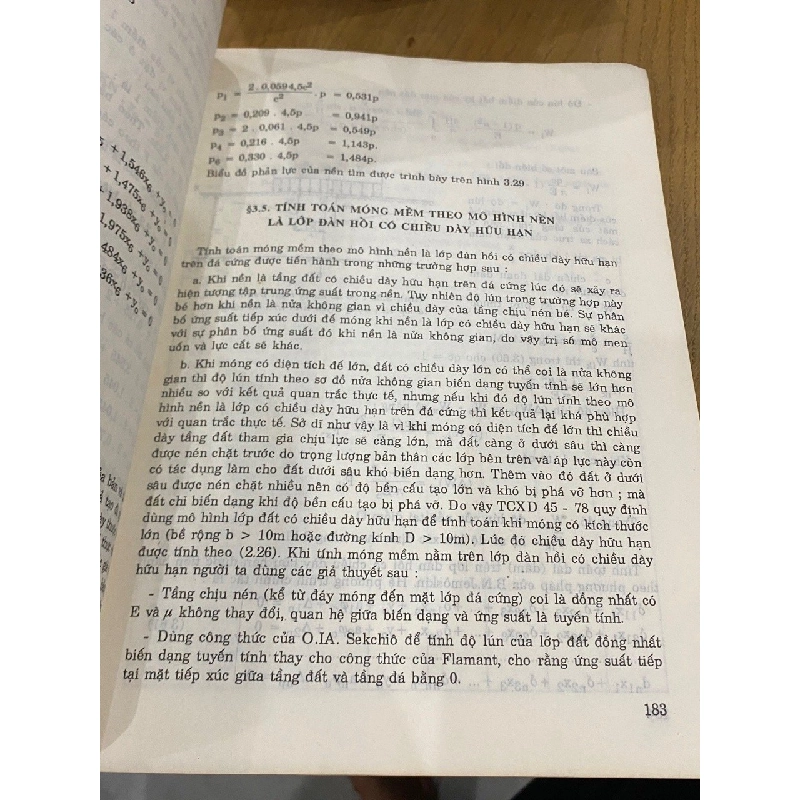 5 + 1,546x₆ + y₀ = 0
+ 1,475x₆ + y₀ = 0
+ 1,938x₆ + y₀ = 0
1,975x₆ + y₀ = 0
484x₆ + y₀ = 0
36x₆ + y₀ = 0
p₁ = 2 . 0,0594,5c² / c² . p = 0,531p
p₂ = 0,209 . 4,5p = 0,941p
p₃ = 2 . 0,061 . 4,5p = 0,549p
p₄ = 0,216 . 4,5p = 1,143p.
p₆ = 0,330 . 4,5p = 1,484p.
Biểu đồ phản lực của nền tìm được trình bày trên hình 3.29
§3.5. TÍNH TOÁN MÓNG MỀM THEO MÔ HÌNH NỀN
LÀ LỚP ĐÀN HỒI CÓ CHIỀU DÀY HỮU HẠN
Tính toán móng mềm theo mô hình nền là lớp đàn hồi có chiều dày hữu hạn
trên đá cứng được tiến hành trong những trường hợp sau :
a. Khi nền là tầng đất có chiều dày hữu hạn trên đá cứng lúc đó sẽ xảy ra
hiện tượng tập trung ứng suất trong nền. Tuy nhiên độ lún trong trường hợp này
bé hơn khi nền là nửa không gian vì chiều dày của tầng chịu nén bé. Sự phân
bố ứng suất tiếp xúc dưới đế móng khi nền là lớp có chiều dày hữu hạn sẽ khác
với sự phân bố ứng suất đó khi nền là nửa không gian, do vậy trị số mô men
uốn và lực cắt sẽ khác.
b. Khi móng có diện tích đế lớn, đất có chiều dày lớn có thể coi là nửa không
gian thì độ lún tính theo sơ đồ nửa không gian biến dạng tuyến tính sẽ lớn hơn
nhiều so với kết quả quan trắc thực tế, nhưng nếu khi đó độ lún tính theo mô
hình nền là lớp có chiều dày hữu hạn trên đá cứng thì kết quả lại khá phù hợp
với quan trắc thực tế. Sở dĩ như vậy là vì khi móng có diện tích đế lớn thì chiều
dày tầng đất tham gia chịu lực sẽ càng lớn, mà đất càng ở dưới sâu thì càng
được nén chặt trước do trọng lượng bản thân các lớp bên trên và áp lực này còn
có tác dụng làm cho đất dưới sâu khó biến dạng hơn. Thêm vào đó đất ở dưới
sâu được nén chặt nhiều nên có độ bền cấu tạo lớn và khó bị phá vỡ hơn ; mà
đất chỉ biến dạng khi độ bền cấu tạo bị phá vỡ. Do vậy TCXD 45 - 78 quy định
dùng mô hình lớp đất có chiều dày hữu hạn để tính toán khi móng có kích thước
lớn (bề rộng b > 10m hoặc đường kính D > 10m). Lúc đó chiều dày hữu hạn
được tính theo (2.26). Khi tính móng mềm nằm trên lớp đàn hồi có chiều dày
hữu hạn người ta dùng các giả thuyết sau :
- Tầng chịu nén (kể từ đáy móng đến mặt lớp đá cứng) coi là đồng nhất có
E và μ không thay đổi, quan hệ giữa biến dạng và ứng suất là tuyến tính.
- Dùng công thức của O.IA. Sekchiô để tính độ lún của lớp đất đồng nhất
biến dạng tuyến tính thay cho công thức của Flamant, cho rằng ứng suất tiếp
tại mặt tiếp xúc giữa tầng đất và tầng đá bằng 0.
183